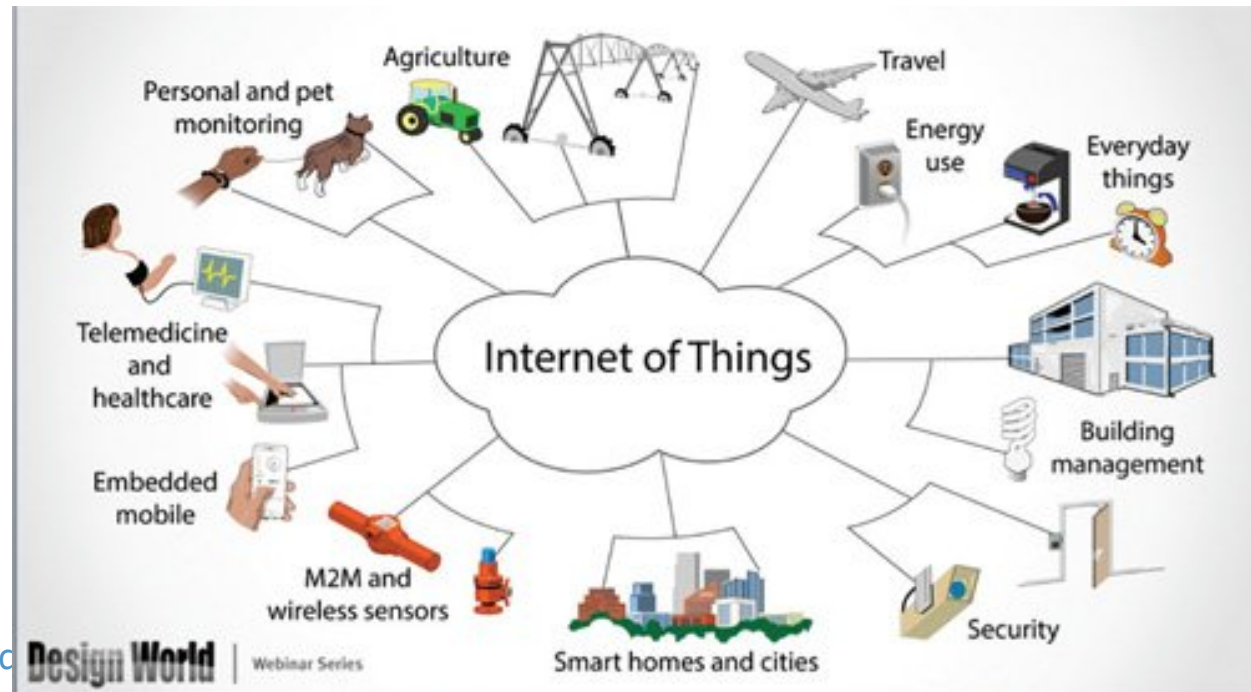 Agriculture
Travel
Personal and pet
monitoring
Energy
use
Everyday
things
Telemedicine
and
healthcare
Internet of Things
Building
management
Embedded
mobile
M2M and
wireless sensors
Security
Smart homes and cities
Design World
Webinar Series